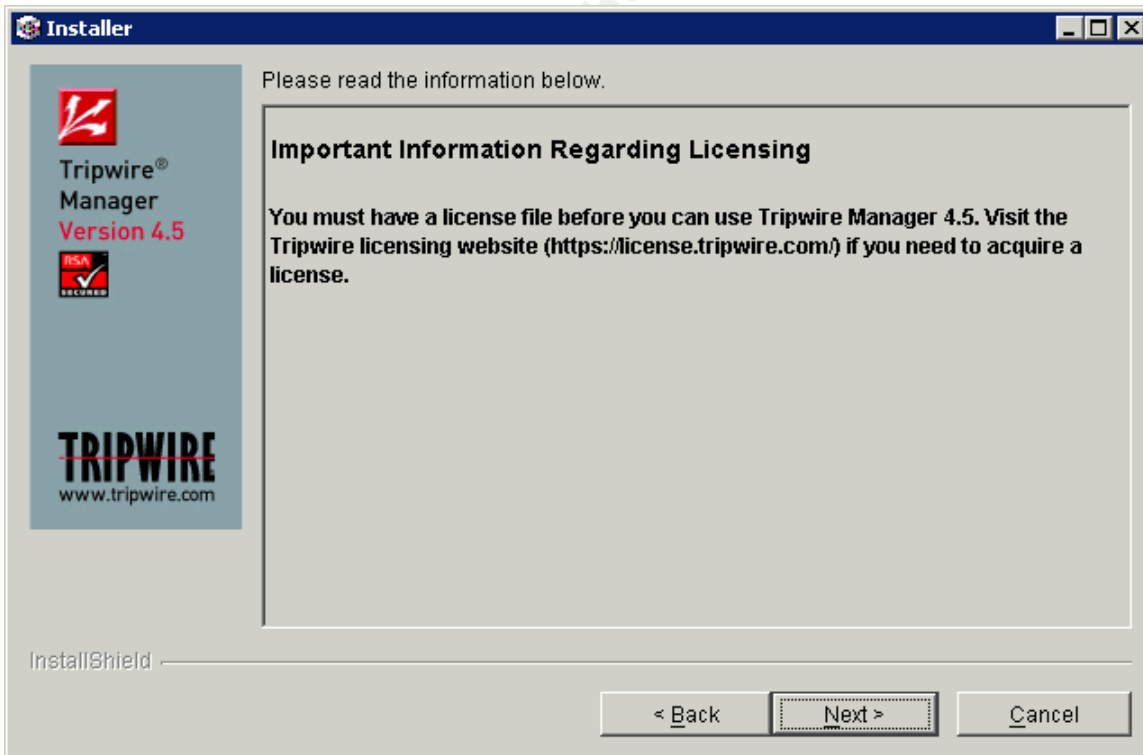 Installer
Please read the information below.
Tripwire®
Manager
Version 4.5
RSA
SECURED
TRIPWIRE
www.tripwire.com
Important Information Regarding Licensing
You must have a license file before you can use Tripwire Manager 4.5. Visit the
Tripwire licensing website (https://license.tripwire.com/) if you need to acquire a
license.
InstallShield
< Back
Next >
Cancel